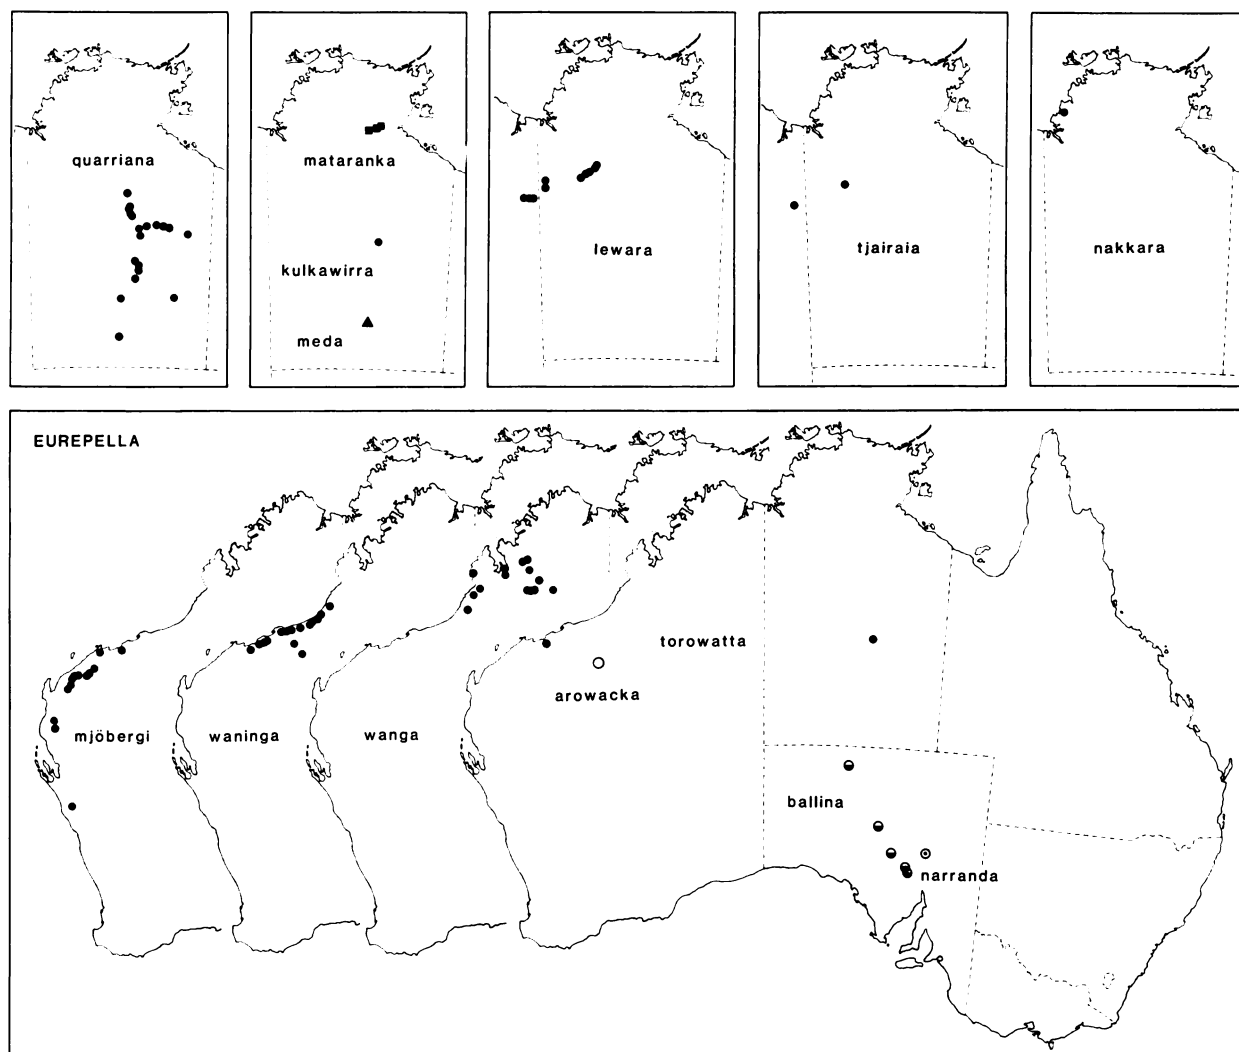 quarriana
mataranka
kulkawirra
meda
lewara
tjairaia
nakkara
EUREPELLA
mjöbergi
waninga
wanga
arowacka
torowatta
ballina
narranda